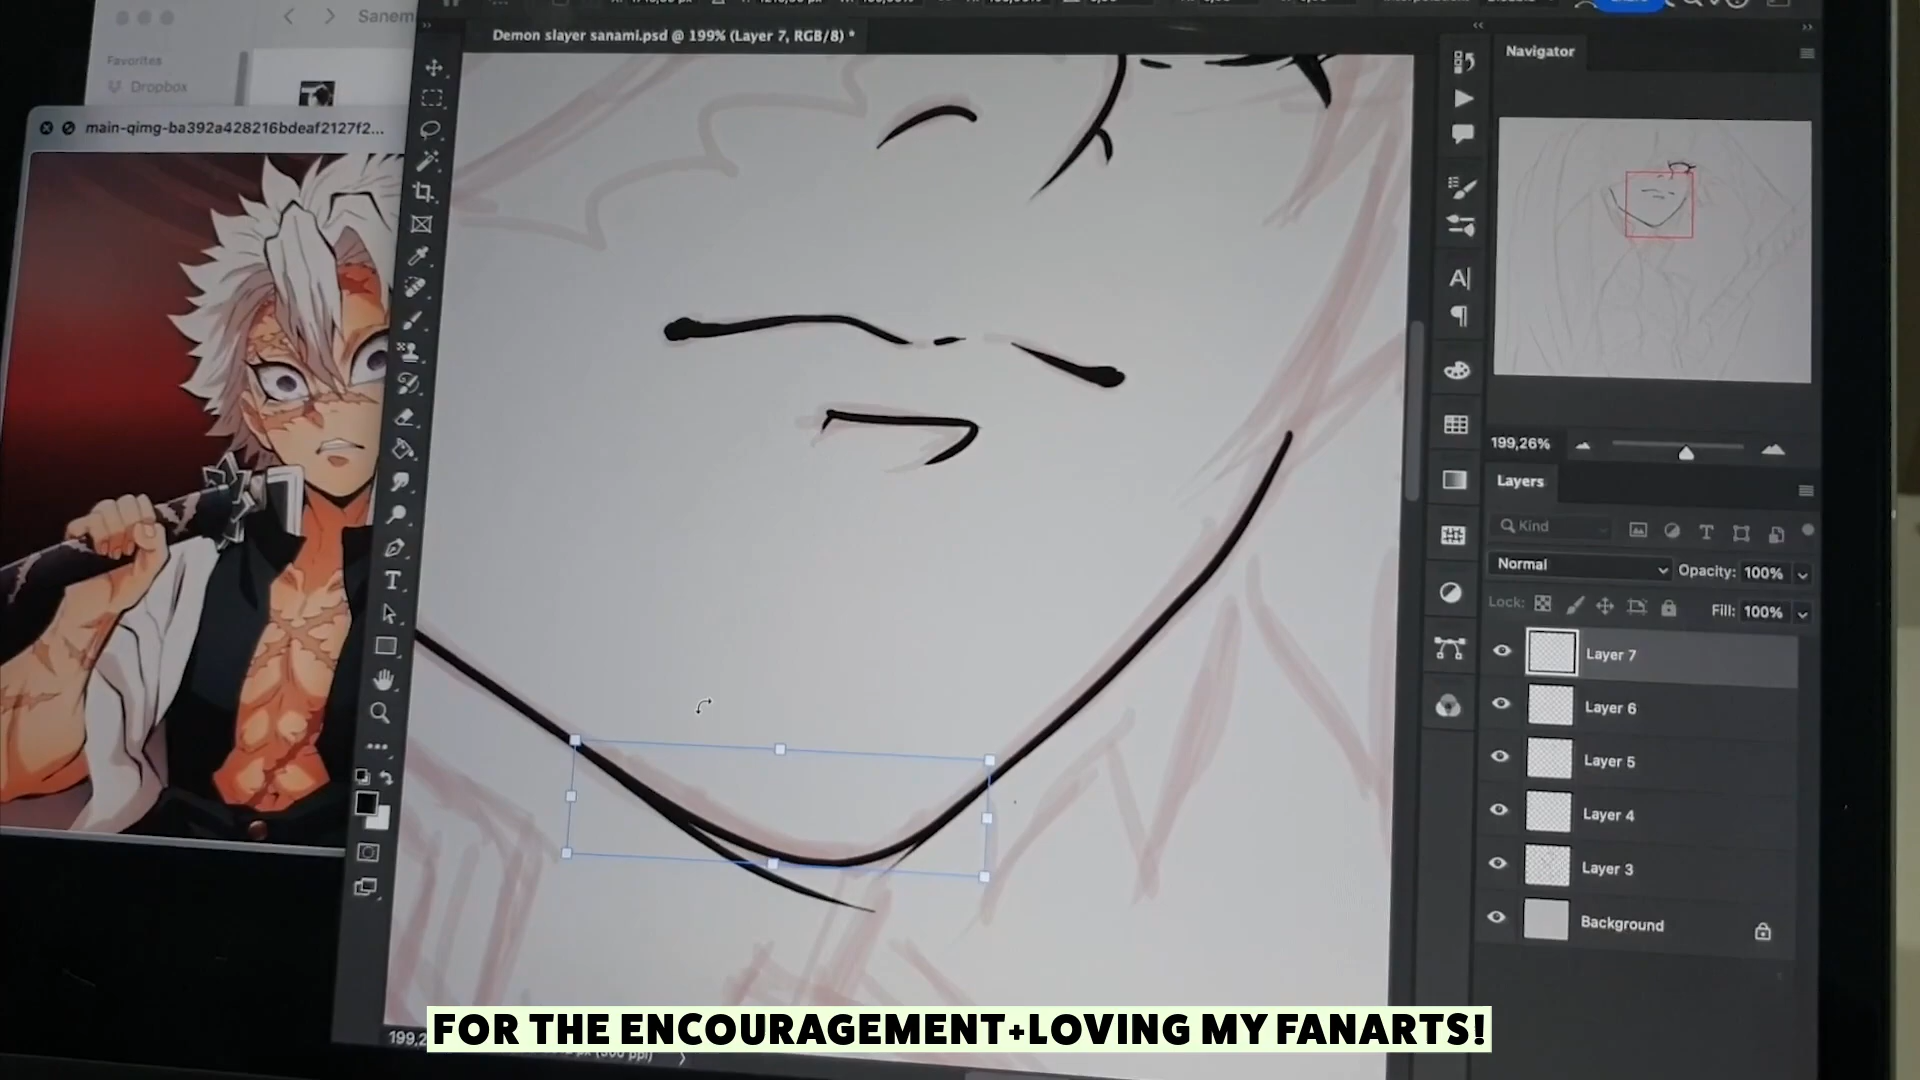 Sanem
Favorites
Dropbox
main-qimg-ba392a428216bdeaf2127f2...
Demon slayer sanami.psd @ 199% (Layer 7, RGB/8) *
Navigator
199,26%
Layers
Kind
Normal
Opacity: 100%
Lock:
Fill: 100%
Layer 7
Layer 6
Layer 5
Layer 4
Layer 3
Background
199,2
FOR THE ENCOURAGEMENT+LOVING MY FANARTS!